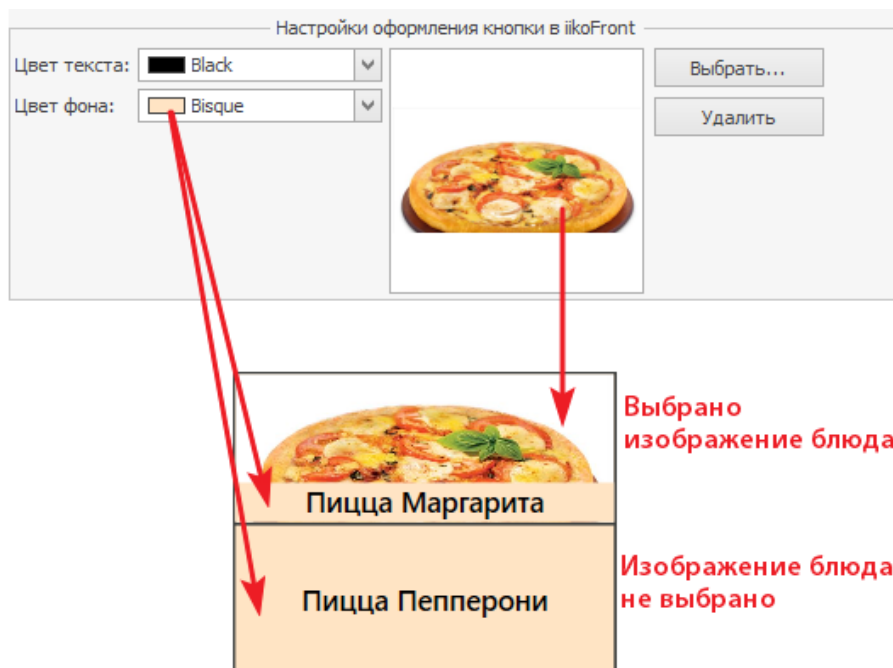 Настройки оформления кнопки в iikoFront
Цвет текста: Black
Выбрать...
Цвет фона: Bisque
Удалить
Выбрано
изображение блюда
Пицца Маргарита
Изображение блюда
не выбрано
Пицца Пепперони